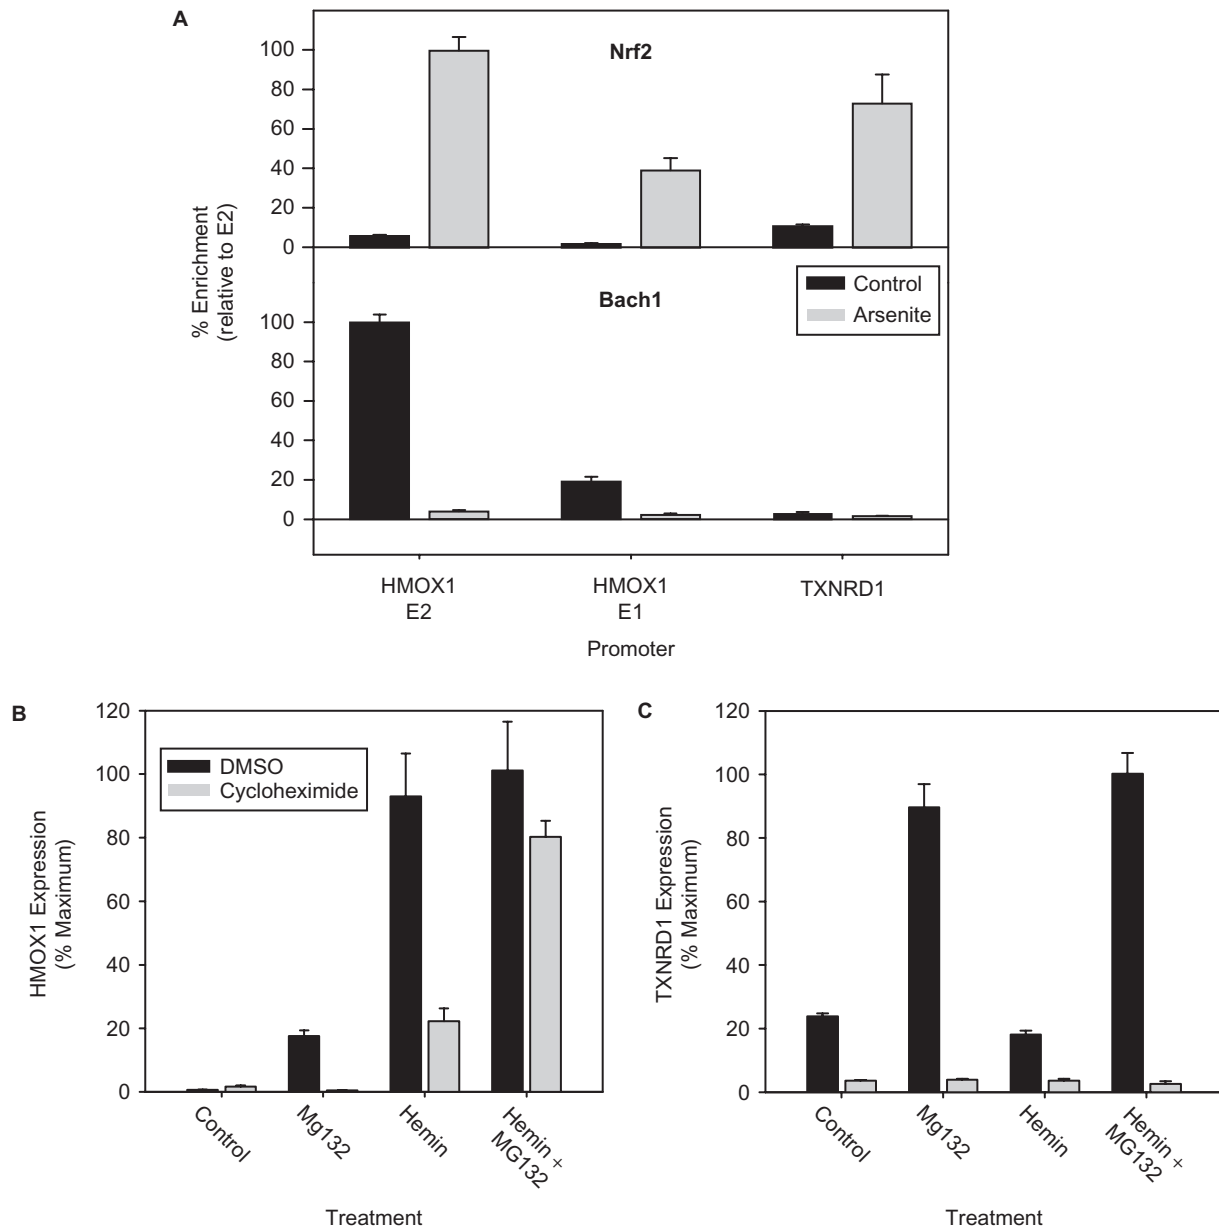 A
Nrf2
100
80
60
40
20
0
% Enrichment
(relative to E2)
Control
Arsenite
Bach1
100
80
60
40
20
0
HMOX1
E2
HMOX1
E1
TXNRD1
Promoter
B
120
100
80
60
40
20
0
HMOX1 Expression
(% Maximum)
DMSO
Cycloheximide
Control
Mg132
Hemin
Hemin +
MG132
Treatment
C
120
100
80
60
40
20
0
TXNRD1 Expression
(% Maximum)
Control
Mg132
Hemin
Hemin +
MG132
Treatment